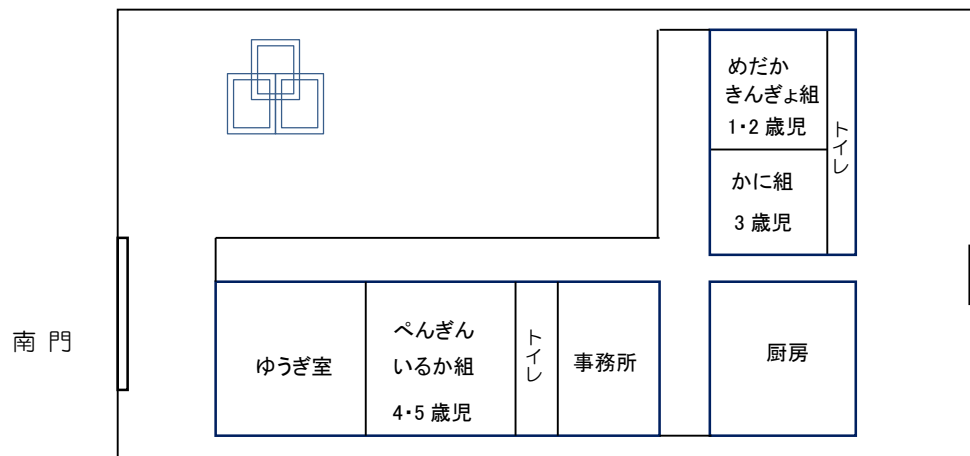 めだか
きんぎょ組
1・2 歳児
トイレ
かに組
3 歳児
南 門
ゆうぎ室
ぺんぎん
いるか組
4・5 歳児
トイレ
事務所
厨房